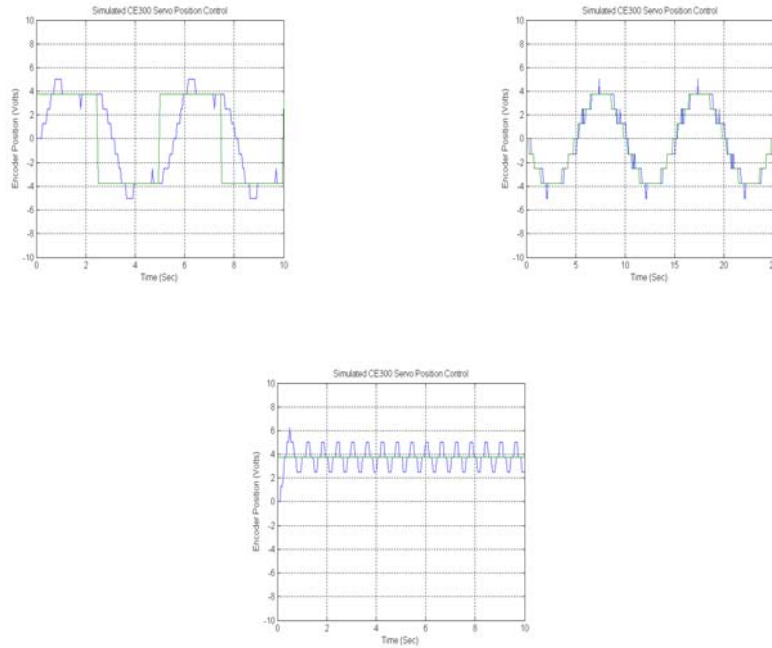 Simulated CE300 Servo Position Control
10
8
6
4
2
0
-2
-4
-6
-8
-10
Encoder Position (Volts)
0 2 4 6 8 10
Time (Sec)
Simulated CE300 Servo Position Control
10
8
6
4
2
0
-2
-4
-6
-8
-10
Encoder Position (Volts)
0 5 10 15 20
Time (Sec)
Simulated CE300 Servo Position Control
10
8
6
4
2
0
-2
-4
-6
-8
-10
Encoder Position (Volts)
0 2 4 6 8 10
Time (Sec)